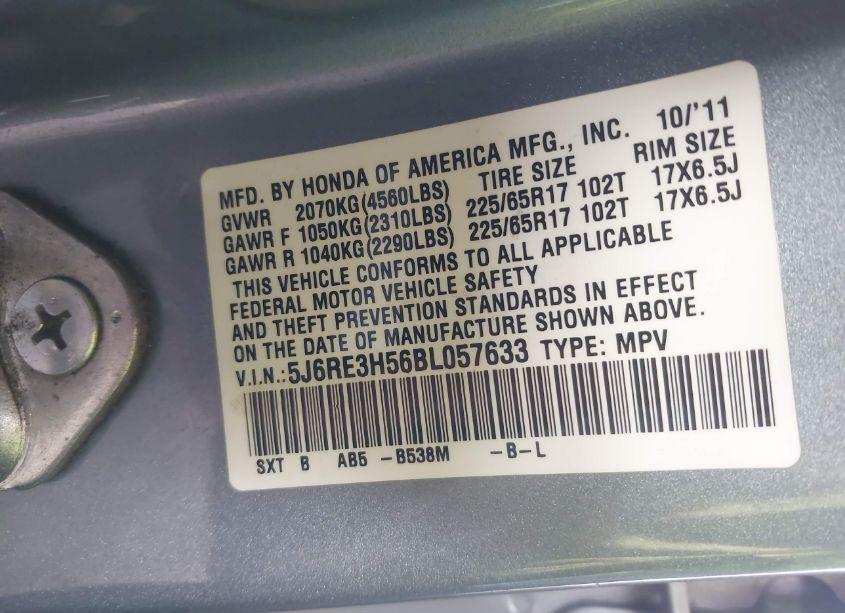 MFD. BY HONDA OF AMERICA MFG., INC. 10/'11
GVWR 2070KG(4560LBS) TIRE SIZE RIM SIZE
GAWR F 1050KG(2310LBS) 225/65R17 102T 17X6.5J
GAWR R 1040KG(2290LBS) 225/65R17 102T 17X6.5J
THIS VEHICLE CONFORMS TO ALL APPLICABLE
FEDERAL MOTOR VEHICLE SAFETY
AND THEFT PREVENTION STANDARDS IN EFFECT
ON THE DATE OF MANUFACTURE SHOWN ABOVE.
V.I.N.:5J6RE3H56BL057633 TYPE: MPV
SXT B AB5 -B538M -B-L